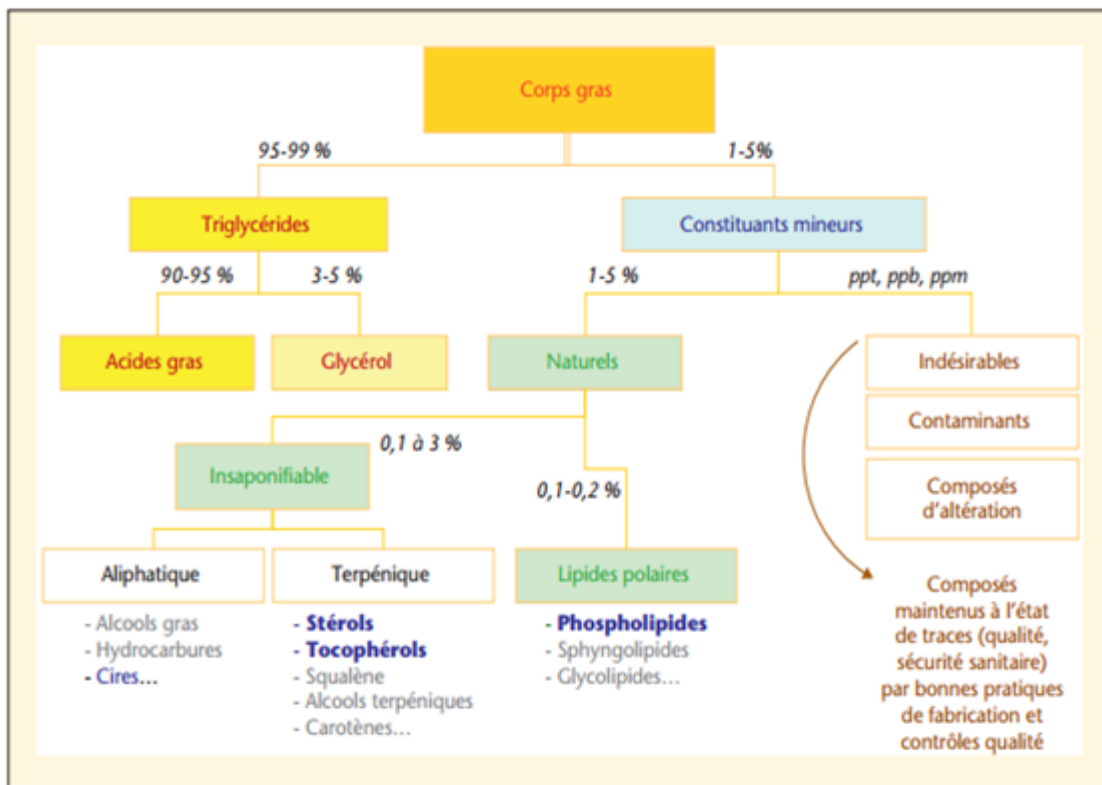 Corps gras
95-99 %
1-5%
Triglycérides
Constituants mineurs
90-95 %
3-5 %
1-5 %
ppt, ppb, ppm
Acides gras
Glycérol
Naturels
Indésirables
Contaminants
Composés
d'altération
0,1 à 3 %
Insaponifiable
0,1-0,2 %
Aliphatique
Terpénique
Lipides polaires
- Alcools gras
- Hydrocarbures
- Cires...
- Stérols
- Tocophérols
- Squalène
- Alcools terpéniques
- Carotènes...
- Phospholipides
- Sphyngolipides
- Glycolipides...
Composés
maintenus à l'état
de traces (qualité,
sécurité sanitaire)
par bonnes pratiques
de fabrication et
contrôles qualité